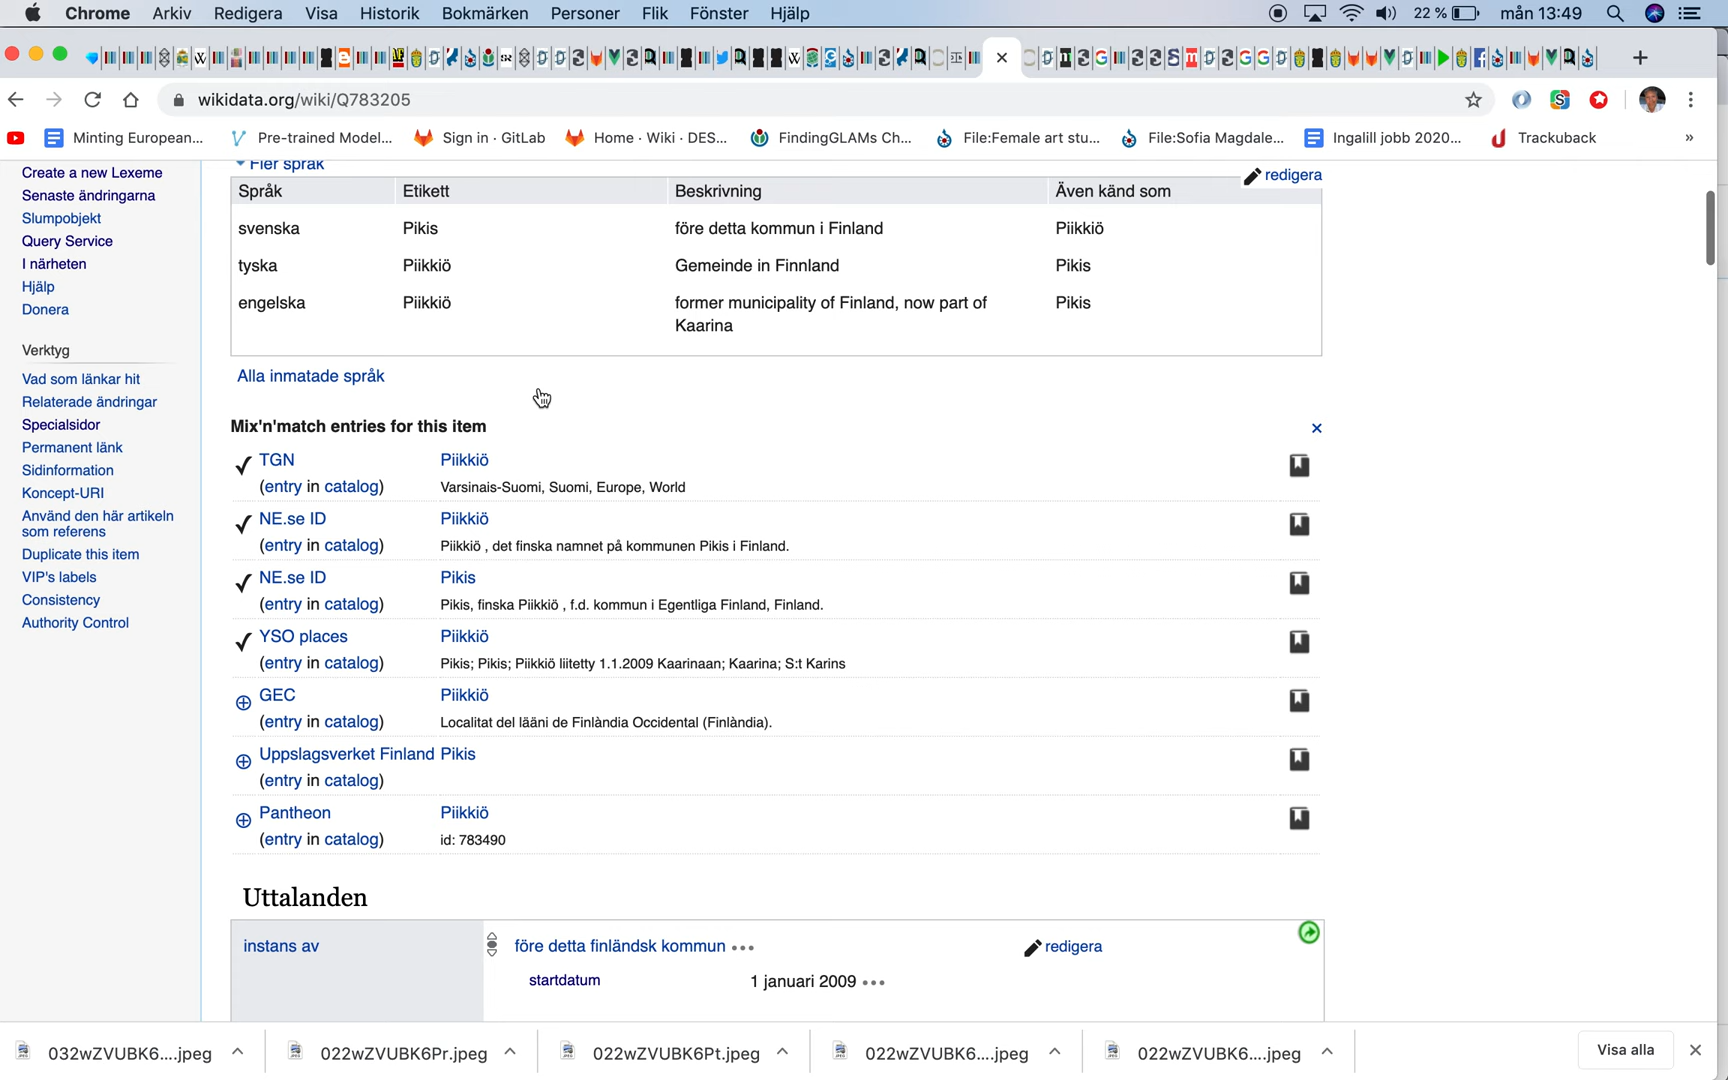 Chrome Arkiv Redigera Visa Historik Bokmärken Personer Flik Fönster Hjälp 22 % mån 13:49
wikidata.org/wiki/Q783205
Minting European... Pre-trained Model... Sign in · GitLab Home · Wiki · DES... FindingGLAMs Ch... File:Female art stu... File:Sofia Magdale... Ingalill jobb 2020... Trackuback »
Create a new Lexeme
Senaste ändringarna
Slumpobjekt
Query Service
I närheten
Hjälp
Donera
Verktyg
Vad som länkar hit
Relaterade ändringar
Specialsidor
Permanent länk
Sidinformation
Koncept-URI
Använd den här artikeln
som referens
Duplicate this item
VIP's labels
Consistency
Authority Control
Fler språk
redigera
Språk Etikett Beskrivning Även känd som
svenska Pikis före detta kommun i Finland Piikkiö
tyska Piikkiö Gemeinde in Finnland Pikis
engelska Piikkiö former municipality of Finland, now part of Pikis
Kaarina
Alla inmatade språk
Mix'n'match entries for this item
TGN Piikkiö
(entry in catalog) Varsinais-Suomi, Suomi, Europe, World
NE.se ID Piikkiö
(entry in catalog) Piikkiö , det finska namnet på kommunen Pikis i Finland.
NE.se ID Pikis
(entry in catalog) Pikis, finska Piikkiö , f.d. kommun i Egentliga Finland, Finland.
YSO places Piikkiö
(entry in catalog) Pikis; Pikis; Piikkiö liitetty 1.1.2009 Kaarinaan; Kaarina; S:t Karins
GEC Piikkiö
(entry in catalog) Localitat del lääni de Finlàndia Occidental (Finlàndia).
Uppslagsverket Finland Pikis
(entry in catalog)
Pantheon Piikkiö
(entry in catalog) id: 783490
Uttalanden
instans av före detta finländsk kommun ••• redigera
startdatum 1 januari 2009 •••
032wZVUBK6....jpeg 022wZVUBK6Pr.jpeg 022wZVUBK6Pt.jpeg 022wZVUBK6....jpeg 022wZVUBK6....jpeg Visa alla